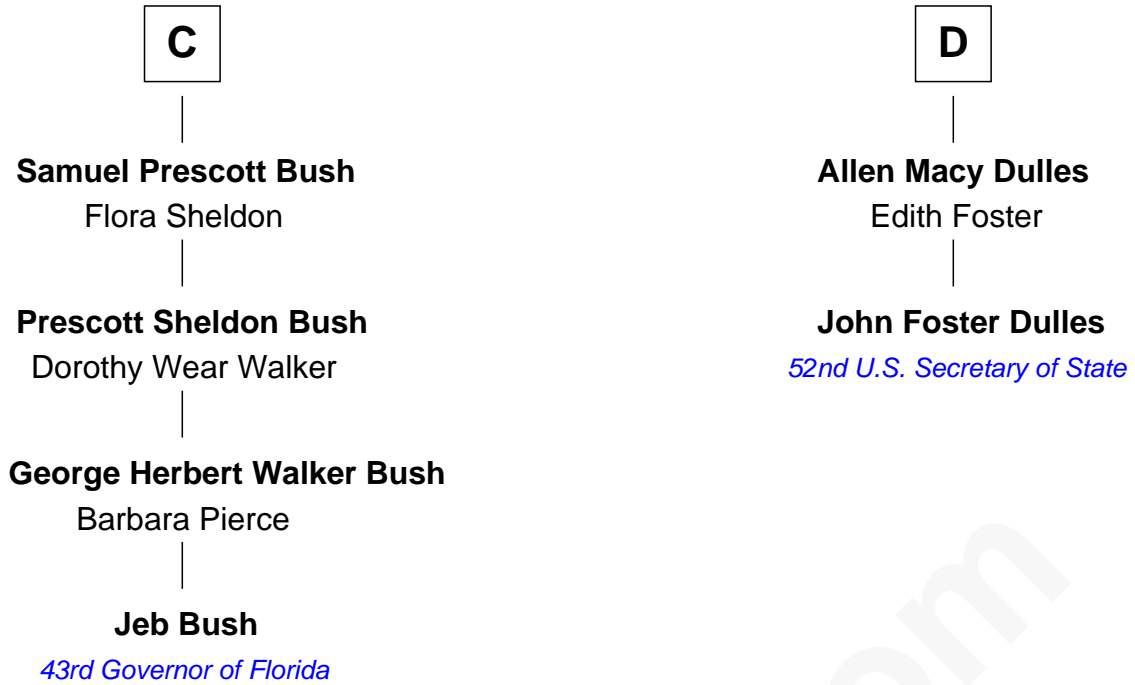 C
Samuel Prescott Bush
Flora Sheldon
Prescott Sheldon Bush
Dorothy Wear Walker
George Herbert Walker Bush
Barbara Pierce
Jeb Bush
43rd Governor of Florida
D
Allen Macy Dulles
Edith Foster
John Foster Dulles
52nd U.S. Secretary of State
om